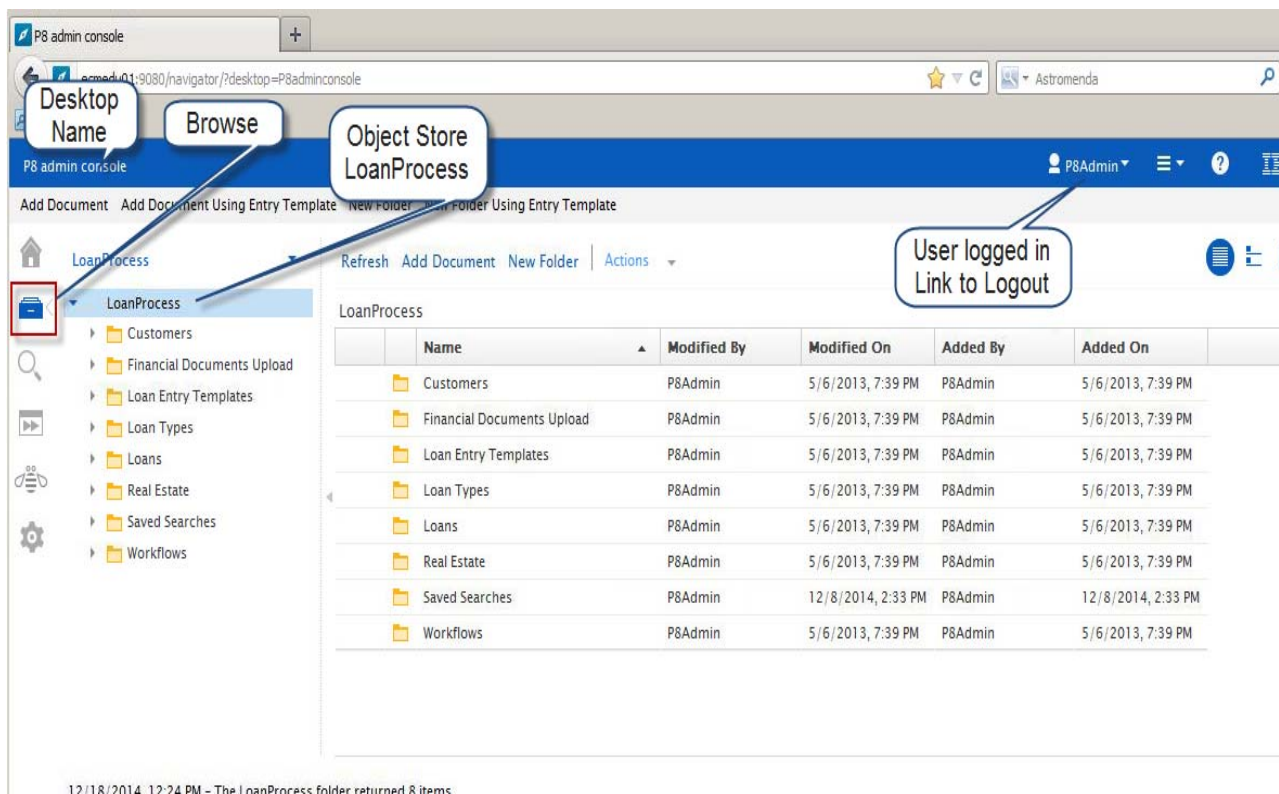 P8 admin console
ecmedu01:9080/navigator/?desktop=P8adminconsole
Astromenda
Desktop
Name
Browse
Object Store
LoanProcess
P8 admin console
P8Admin
?
Add Document Add Document Using Entry Template New Folder New Folder Using Entry Template
User logged in
Link to Logout
LoanProcess
Refresh Add Document New Folder Actions
LoanProcess
Customers
Financial Documents Upload
Loan Entry Templates
Loan Types
Loans
Real Estate
Saved Searches
Workflows
LoanProcess
Name Modified By Modified On Added By Added On
Customers P8Admin 5/6/2013, 7:39 PM P8Admin 5/6/2013, 7:39 PM
Financial Documents Upload P8Admin 5/6/2013, 7:39 PM P8Admin 5/6/2013, 7:39 PM
Loan Entry Templates P8Admin 5/6/2013, 7:39 PM P8Admin 5/6/2013, 7:39 PM
Loan Types P8Admin 5/6/2013, 7:39 PM P8Admin 5/6/2013, 7:39 PM
Loans P8Admin 5/6/2013, 7:39 PM P8Admin 5/6/2013, 7:39 PM
Real Estate P8Admin 5/6/2013, 7:39 PM P8Admin 5/6/2013, 7:39 PM
Saved Searches P8Admin 12/8/2014, 2:33 PM P8Admin 12/8/2014, 2:33 PM
Workflows P8Admin 5/6/2013, 7:39 PM P8Admin 5/6/2013, 7:39 PM
12/18/2014, 12:24 PM - The LoanProcess folder returned 8 items.